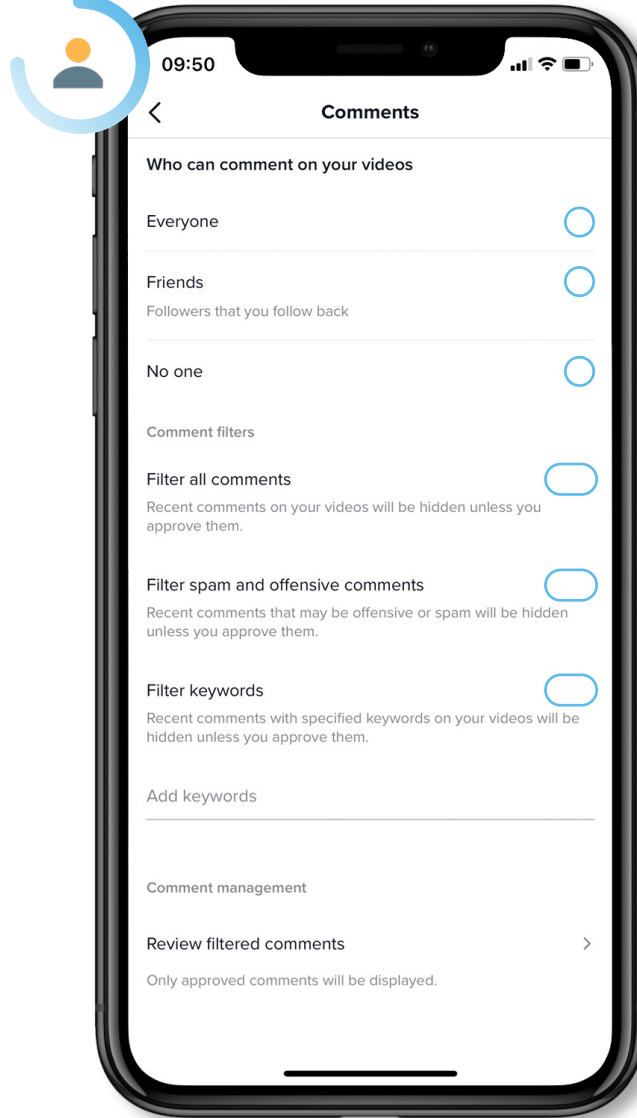 09:50
Comments
Who can comment on your videos
Everyone
Friends
Followers that you follow back
No one
Comment filters
Filter all comments
Recent comments on your videos will be hidden unless you
approve them.
Filter spam and offensive comments
Recent comments that may be offensive or spam will be hidden
unless you approve them.
Filter keywords
Recent comments with specified keywords on your videos will be
hidden unless you approve them.
Add keywords
Comment management
Review filtered comments
Only approved comments will be displayed.